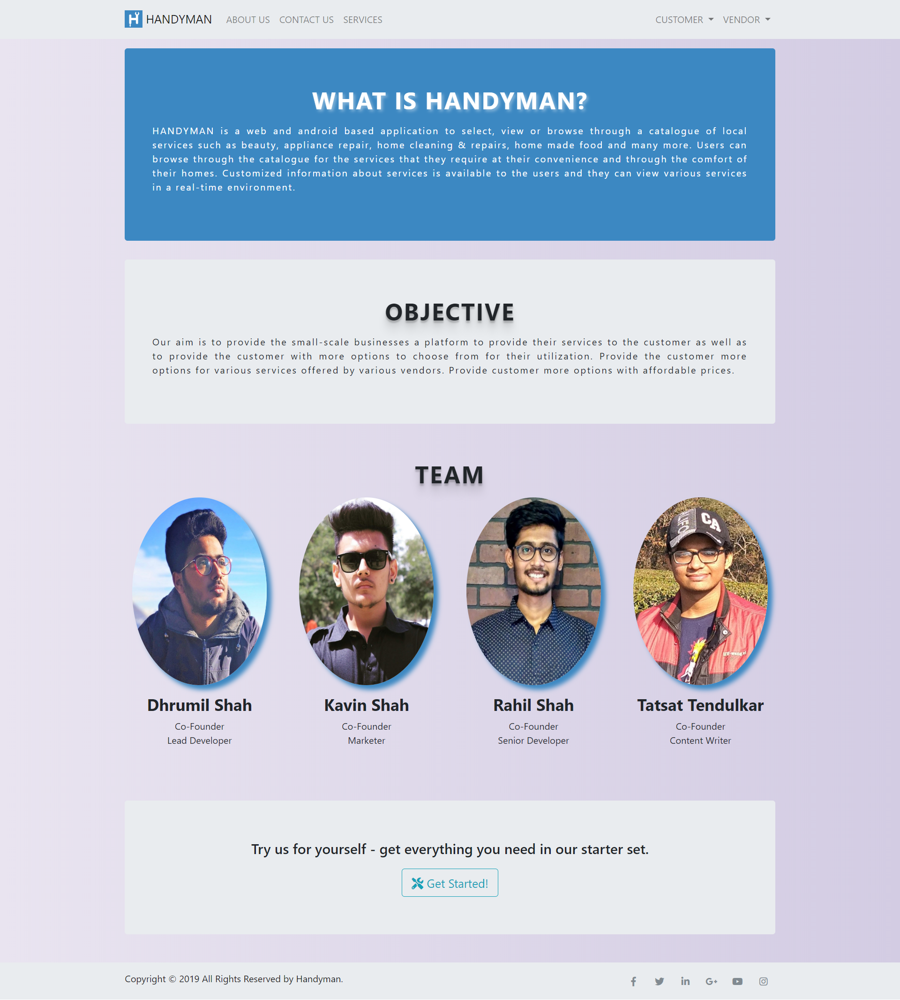 HANDYMAN ABOUT US CONTACT US SERVICES CUSTOMER VENDOR
WHAT IS HANDYMAN?
HANDYMAN is a web and android based application to select, view or browse through a catalogue of local
services such as beauty, appliance repair, home cleaning & repairs, home made food and many more. Users can
browse through the catalogue for the services that they require at their convenience and through the comfort of
their homes. Customized information about services is available to the users and they can view various services
in a real-time environment.
OBJECTIVE
Our aim is to provide the small-scale businesses a platform to provide their services to the customer as well as
to provide the customer with more options to choose from for their utilization. Provide the customer more
options for various services offered by various vendors. Provide customer more options with affordable prices.
TEAM
CA
Dhrumil Shah
Co-Founder
Lead Developer
Kavin Shah
Co-Founder
Marketer
Rahil Shah
Co-Founder
Senior Developer
Tatsat Tendulkar
Co-Founder
Content Writer
Try us for yourself - get everything you need in our starter set.
Get Started!
Copyright © 2019 All Rights Reserved by Handyman.